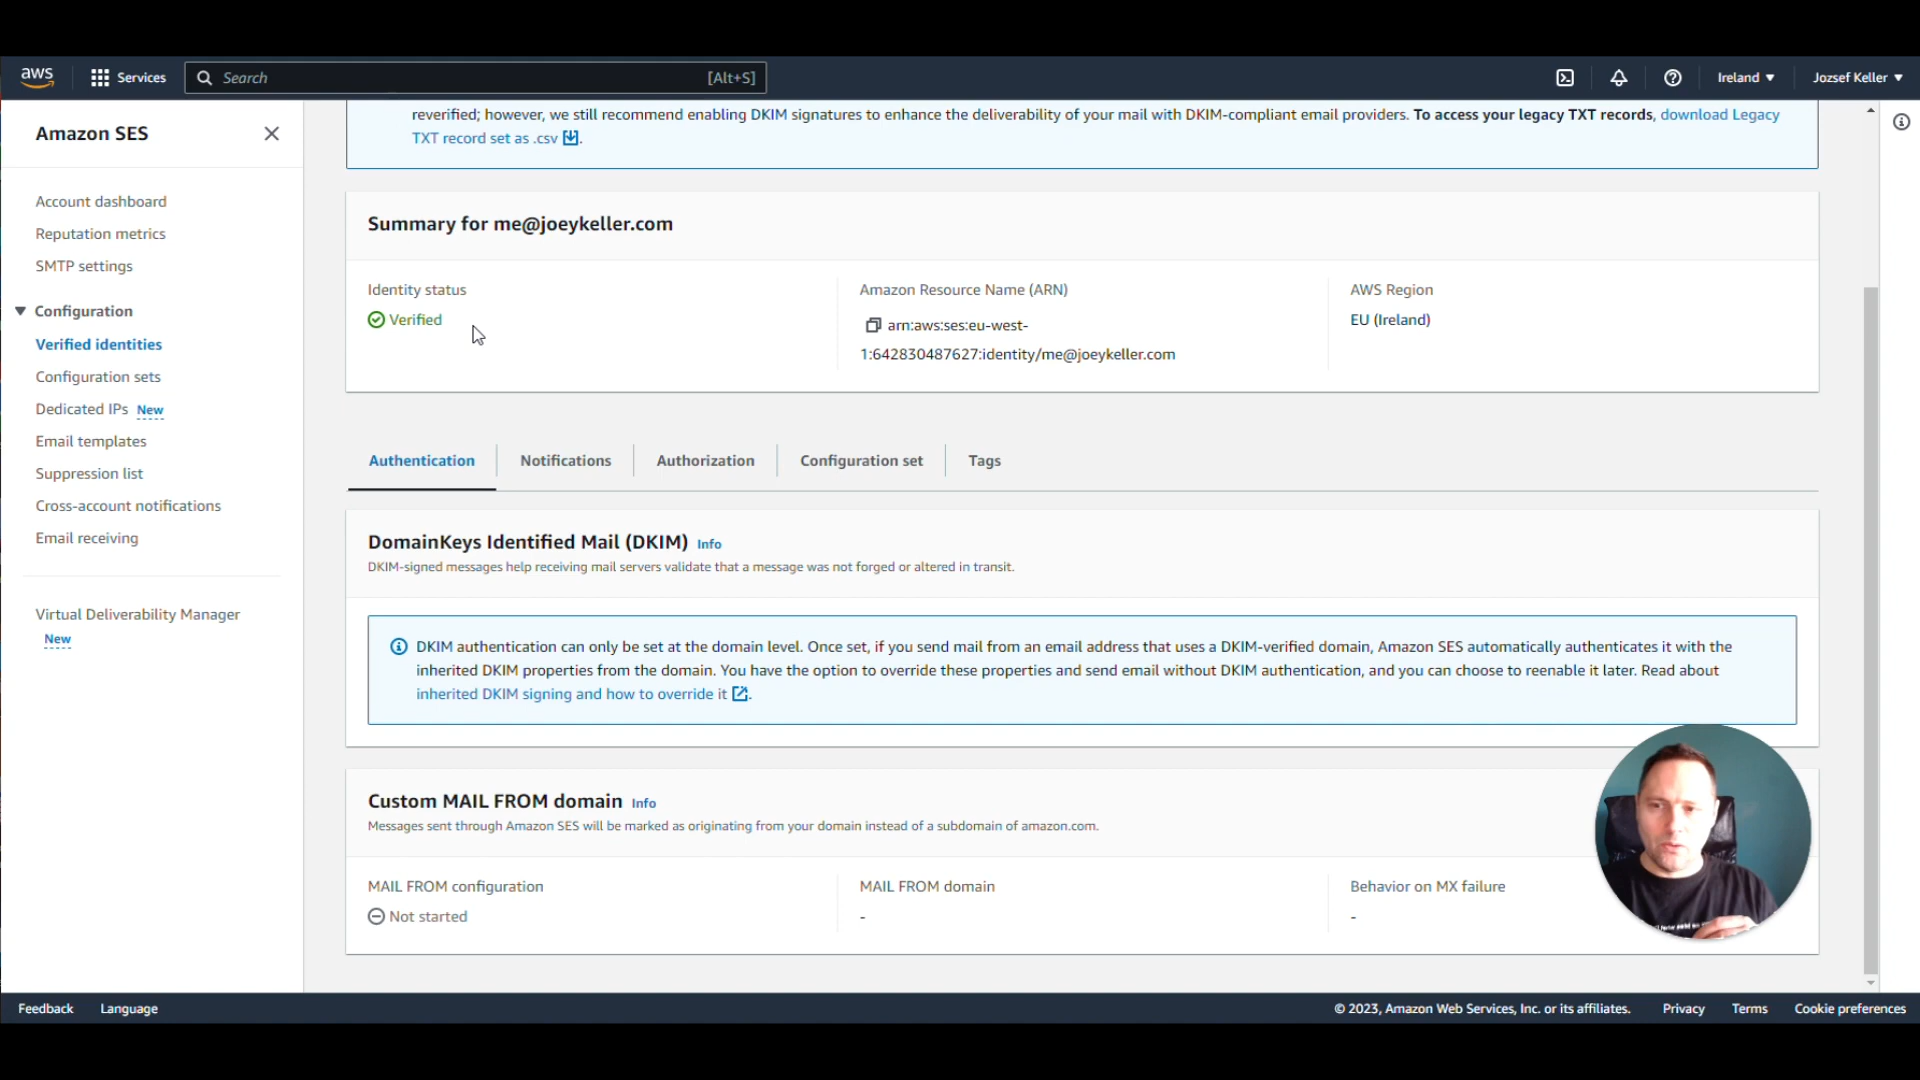 aws
Services
Search
[Alt+S]
Ireland
Jozsef Keller
Amazon SES
Account dashboard
Reputation metrics
SMTP settings
Configuration
Verified identities
Configuration sets
Dedicated IPs New
Email templates
Suppression list
Cross-account notifications
Email receiving
Virtual Deliverability Manager
New
reverified; however, we still recommend enabling DKIM signatures to enhance the deliverability of your mail with DKIM-compliant email providers. To access your legacy TXT records, download Legacy
TXT record set as .csv
Summary for me@joeykeller.com
Identity status
Verified
Amazon Resource Name (ARN)
arn:aws:ses:eu-west-
1:642830487627:identity/me@joeykeller.com
AWS Region
EU (Ireland)
Authentication
Notifications
Authorization
Configuration set
Tags
DomainKeys Identified Mail (DKIM) Info
DKIM-signed messages help receiving mail servers validate that a message was not forged or altered in transit.
DKIM authentication can only be set at the domain level. Once set, if you send mail from an email address that uses a DKIM-verified domain, Amazon SES automatically authenticates it with the
inherited DKIM properties from the domain. You have the option to override these properties and send email without DKIM authentication, and you can choose to reenable it later. Read about
inherited DKIM signing and how to override it .
Custom MAIL FROM domain Info
Messages sent through Amazon SES will be marked as originating from your domain instead of a subdomain of amazon.com.
MAIL FROM configuration
Not started
MAIL FROM domain
-
Behavior on MX failure
-
Feedback
Language
© 2023, Amazon Web Services, Inc. or its affiliates.
Privacy
Terms
Cookie preferences